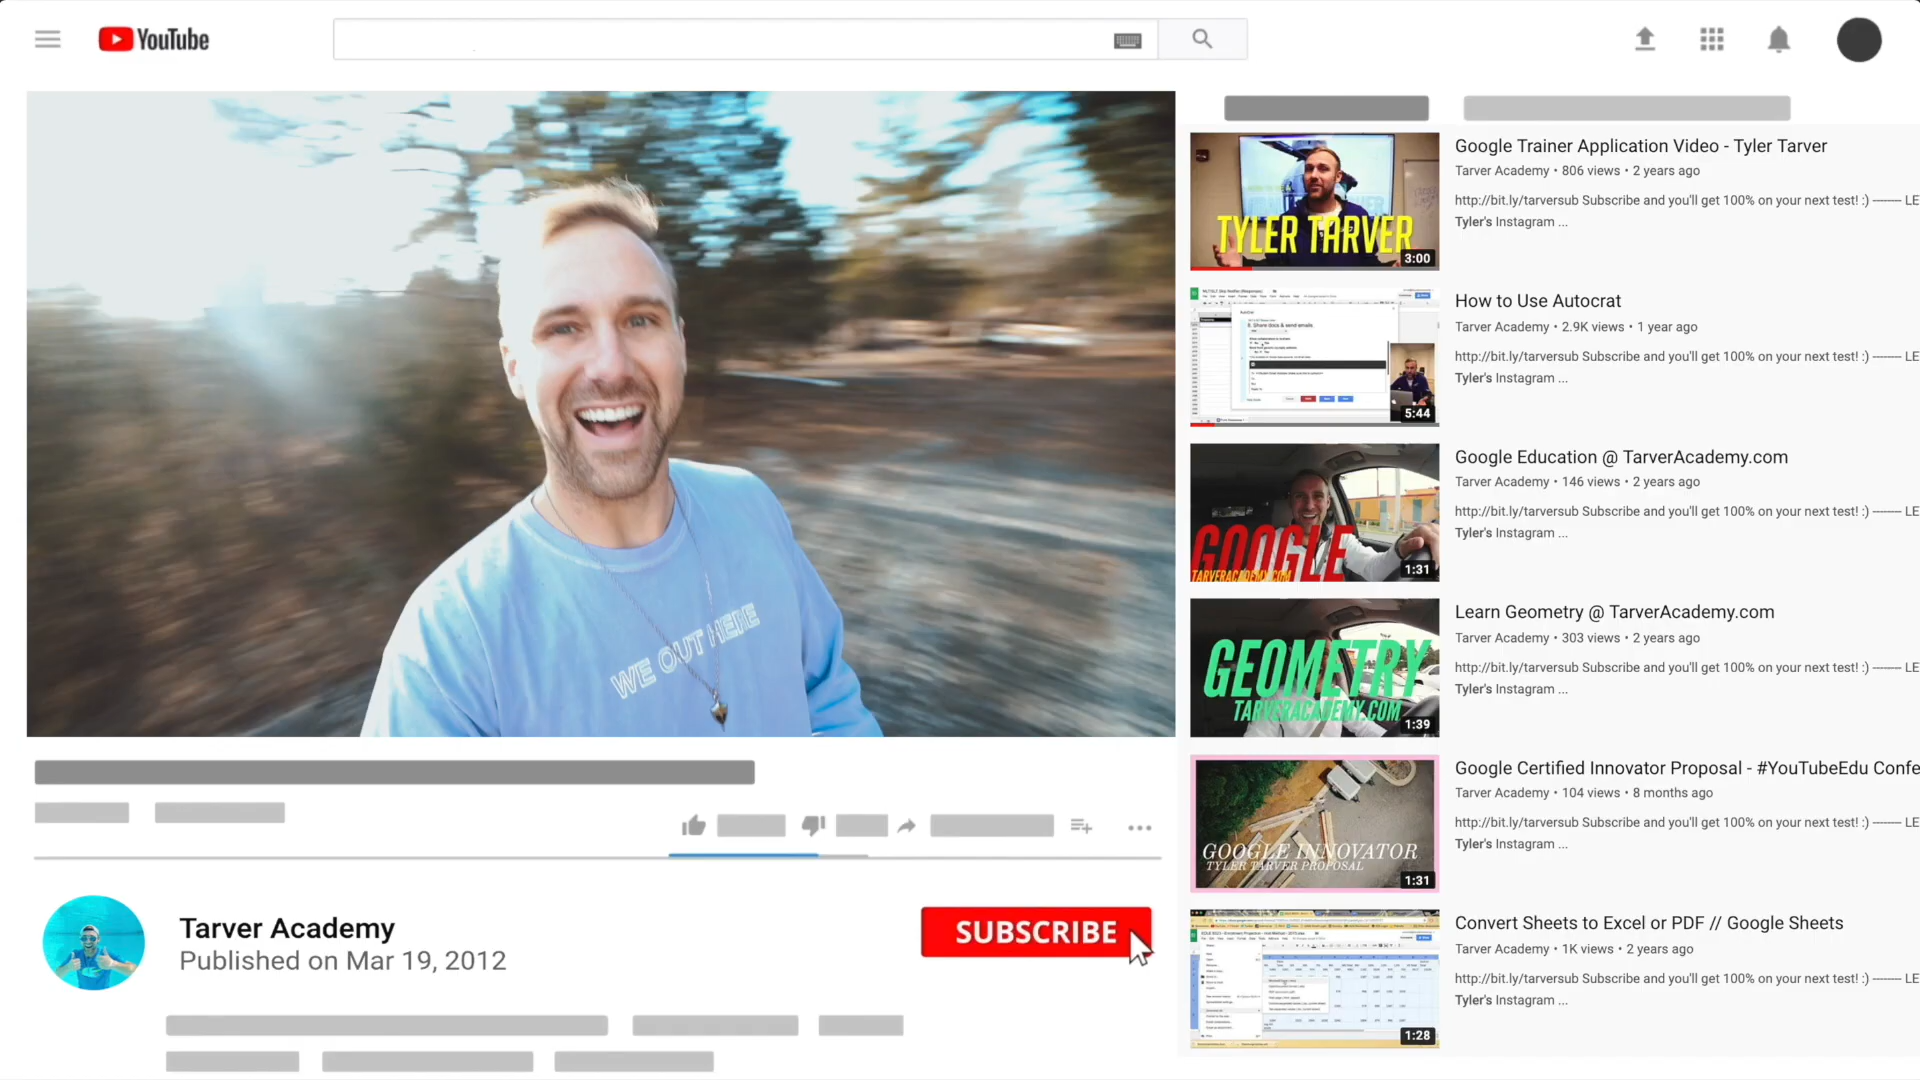 YouTube
WE OUT HERE
Tarver Academy
Published on Mar 19, 2012
SUBSCRIBE
TYLER TARVER
3:00
Google Trainer Application Video - Tyler Tarver
Tarver Academy • 806 views • 2 years ago
http://bit.ly/tarversub Subscribe and you'll get 100% on your next test! :) -------- LE
Tyler's Instagram ...
8. Share docs & send emails
5:44
How to Use Autocrat
Tarver Academy • 2.9K views • 1 year ago
http://bit.ly/tarversub Subscribe and you'll get 100% on your next test! :) -------- LE
Tyler's Instagram ...
GOOGLE
TARVERACADEMY.COM
1:31
Google Education @ TarverAcademy.com
Tarver Academy • 146 views • 2 years ago
http://bit.ly/tarversub Subscribe and you'll get 100% on your next test! :) -------- LE
Tyler's Instagram ...
GEOMETRY
TARVERACADEMY.COM
1:39
Learn Geometry @ TarverAcademy.com
Tarver Academy • 303 views • 2 years ago
http://bit.ly/tarversub Subscribe and you'll get 100% on your next test! :) -------- LE
Tyler's Instagram ...
GOOGLE INNOVATOR
TYLER TARVER PROPOSAL
1:31
Google Certified Innovator Proposal - #YouTubeEdu Confe
Tarver Academy • 104 views • 8 months ago
http://bit.ly/tarversub Subscribe and you'll get 100% on your next test! :) -------- LE
Tyler's Instagram ...
1:28
Convert Sheets to Excel or PDF // Google Sheets
Tarver Academy • 1K views • 2 years ago
http://bit.ly/tarversub Subscribe and you'll get 100% on your next test! :) -------- LE
Tyler's Instagram ...